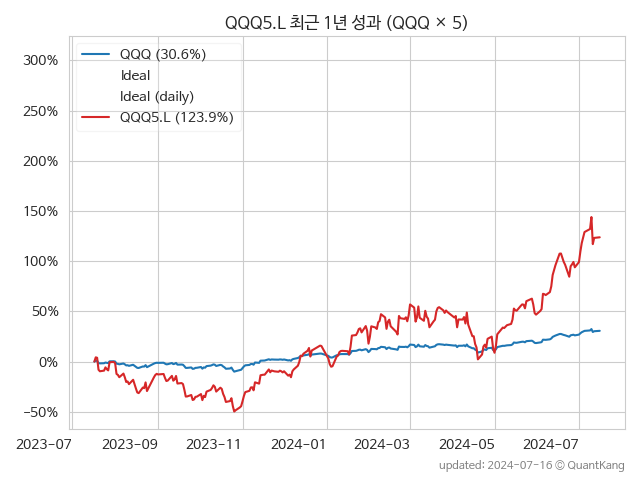 QQQ5.L 최근 1년 성과 (QQQ × 5)
QQQ (30.6%)
Ideal
Ideal (daily)
QQQ5.L (123.9%)
300%
250%
200%
150%
100%
50%
0%
−50%
2023-07
2023-09
2023-11
2024-01
2024-03
2024-05
2024-07
updated: 2024-07-16 © QuantKang